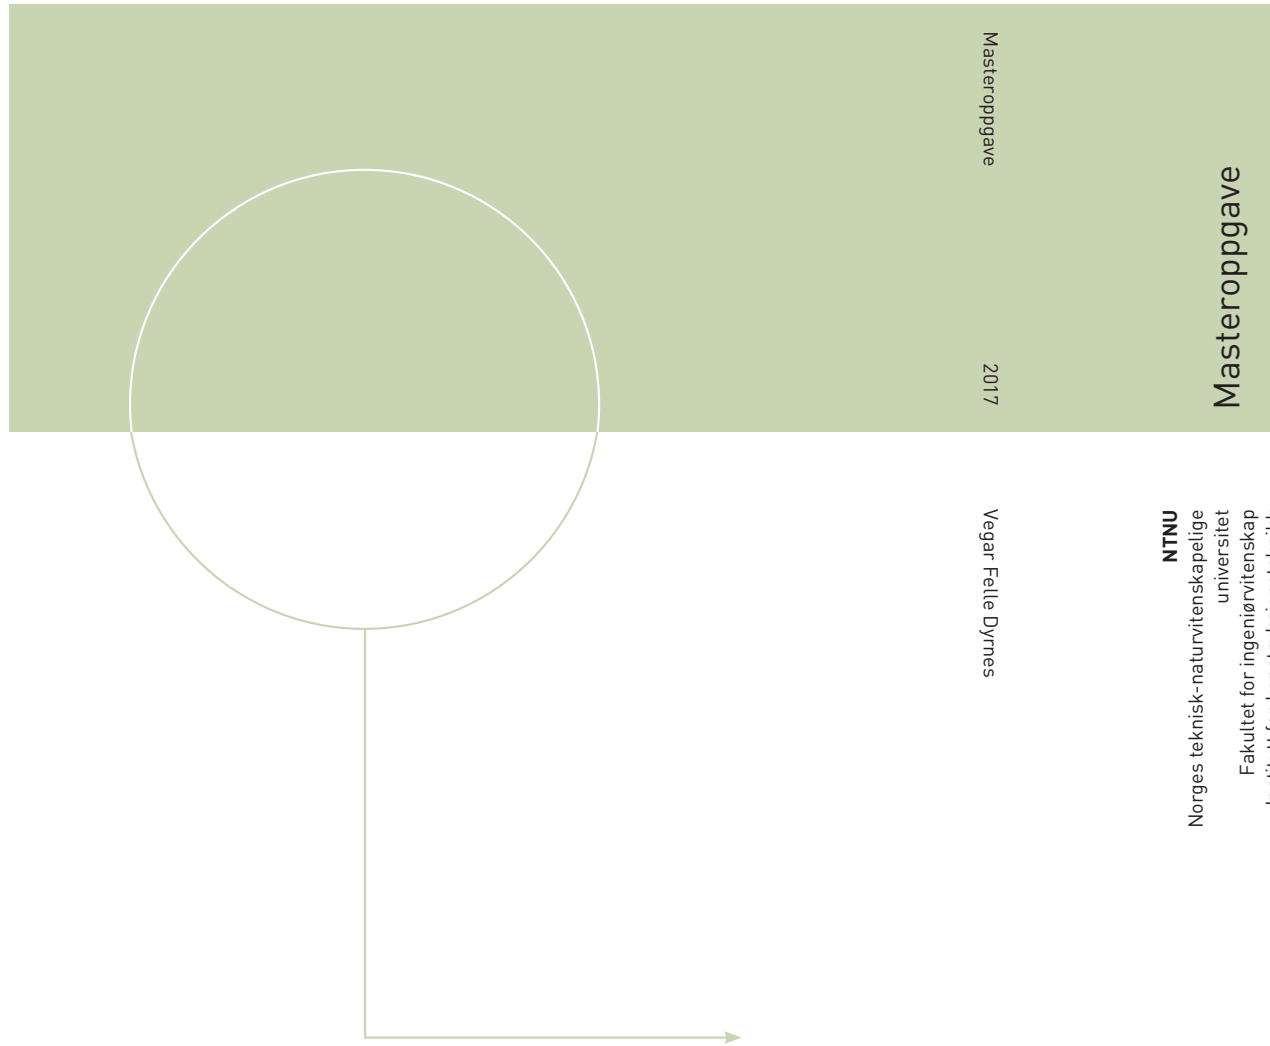 Masteroppgave
2017
Vegar Felle Dyrnes
Masteroppgave
NTNU
Norges teknisk-naturvitenskapelige
universitet
Fakultet for ingeniørvitenskap